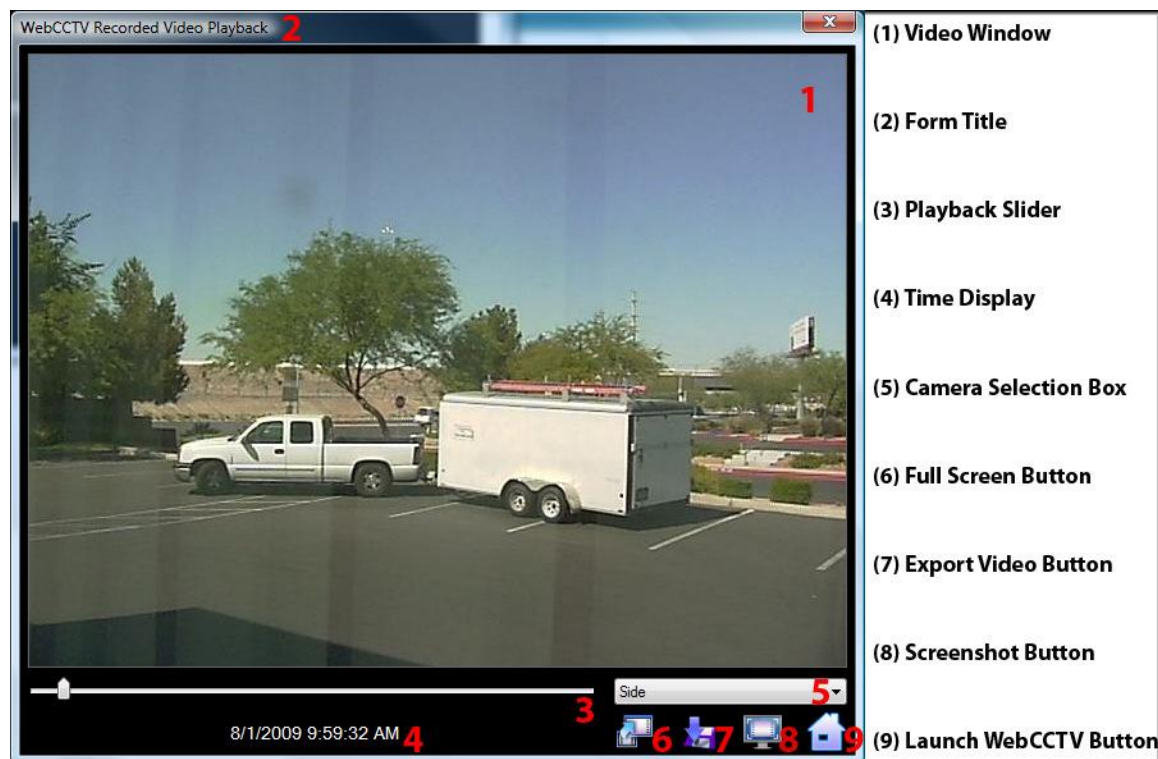 WebCCTV Recorded Video Playback 2
1
3
Side 5
8/1/2009 9:59:32 AM 4
6 7 8 9
(1) Video Window
(2) Form Title
(3) Playback Slider
(4) Time Display
(5) Camera Selection Box
(6) Full Screen Button
(7) Export Video Button
(8) Screenshot Button
(9) Launch WebCCTV Button